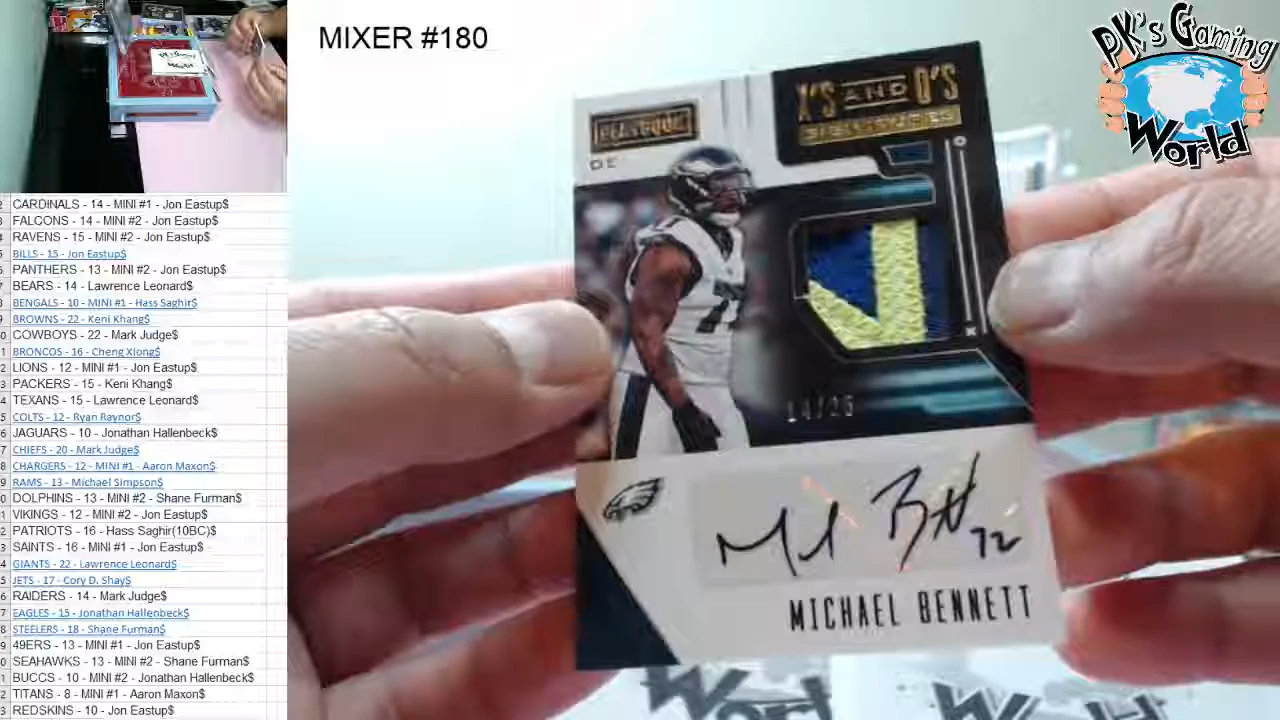 MIXER #180
PK's Gaming
World
CARDINALS - 14 - MINI #1 - Jon Eastup$
FALCONS - 14 - MINI #2 - Jon Eastup$
RAVENS - 15 - MINI #2 - Jon Eastup$
BILLS - 15 - Jon Eastup$
PANTHERS - 13 - MINI #2 - Jon Eastup$
BEARS - 14 - Lawrence Leonard$
BENGALS - 10 - MINI #1 - Hass Saghir$
BROWNS - 22 - Keni Khang$
COWBOYS - 22 - Mark Judge$
BRONCOS - 16 - Cheng Xiong$
LIONS - 12 - MINI #1 - Jon Eastup$
PACKERS - 15 - Keni Khang$
TEXANS - 15 - Lawrence Leonard$
COLTS - 12 - Ryan Raynor$
JAGUARS - 10 - Jonathan Hallenbeck$
CHIEFS - 20 - Mark Judge$
CHARGERS - 12 - MINI #1 - Aaron Maxon$
RAMS - 13 - Michael Simpson$
DOLPHINS - 13 - MINI #2 - Shane Furman$
VIKINGS - 12 - MINI #2 - Jon Eastup$
PATRIOTS - 16 - Hass Saghir(10BC)$
SAINTS - 16 - MINI #1 - Jon Eastup$
GIANTS - 22 - Lawrence Leonard$
JETS - 17 - Cory D. Shay$
RAIDERS - 14 - Mark Judge$
EAGLES - 15 - Jonathan Hallenbeck$
STEELERS - 18 - Shane Furman$
49ERS - 13 - MINI #1 - Jon Eastup$
SEAHAWKS - 13 - MINI #2 - Shane Furman$
BUCCS - 10 - MINI #2 - Jonathan Hallenbeck$
TITANS - 8 - MINI #1 - Aaron Maxon$
REDSKINS - 10 - Jon Eastup$
PLAYBOOK
DE
X'S AND O'S
SIGNATURES
72
MICHAEL BENNETT
World
World